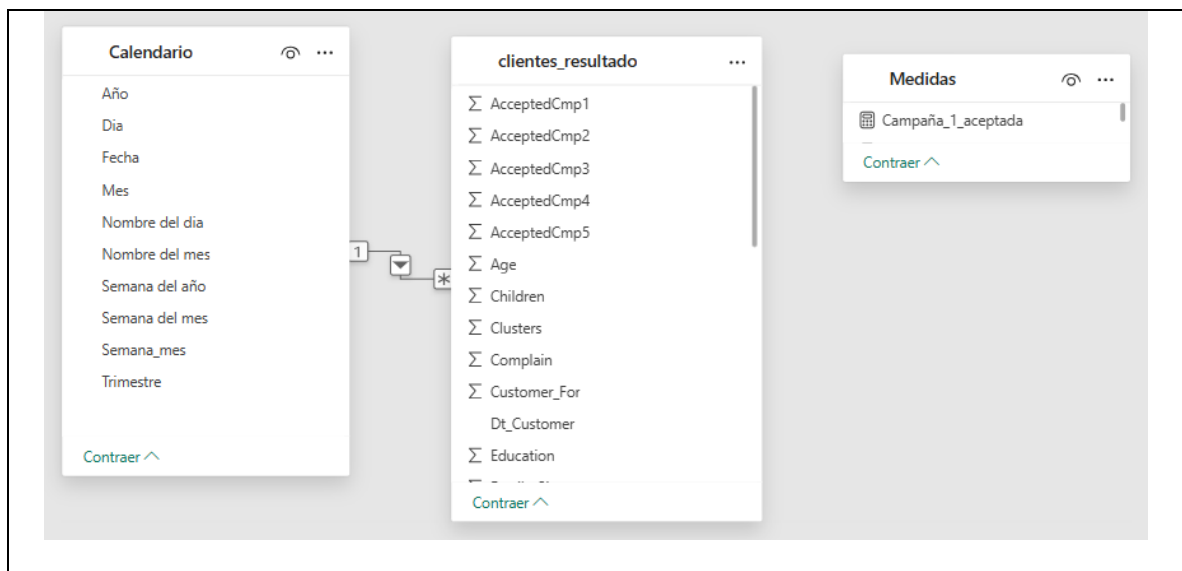 Calendario
Año
Dia
Fecha
Mes
Nombre del dia
Nombre del mes
Semana del año
Semana del mes
Semana_mes
Trimestre
Contraer
1
*
clientes_resultado
AcceptedCmp1
AcceptedCmp2
AcceptedCmp3
AcceptedCmp4
AcceptedCmp5
Age
Children
Clusters
Complain
Customer_For
Dt_Customer
Education
Contraer
Medidas
Campaña_1_aceptada
Contraer